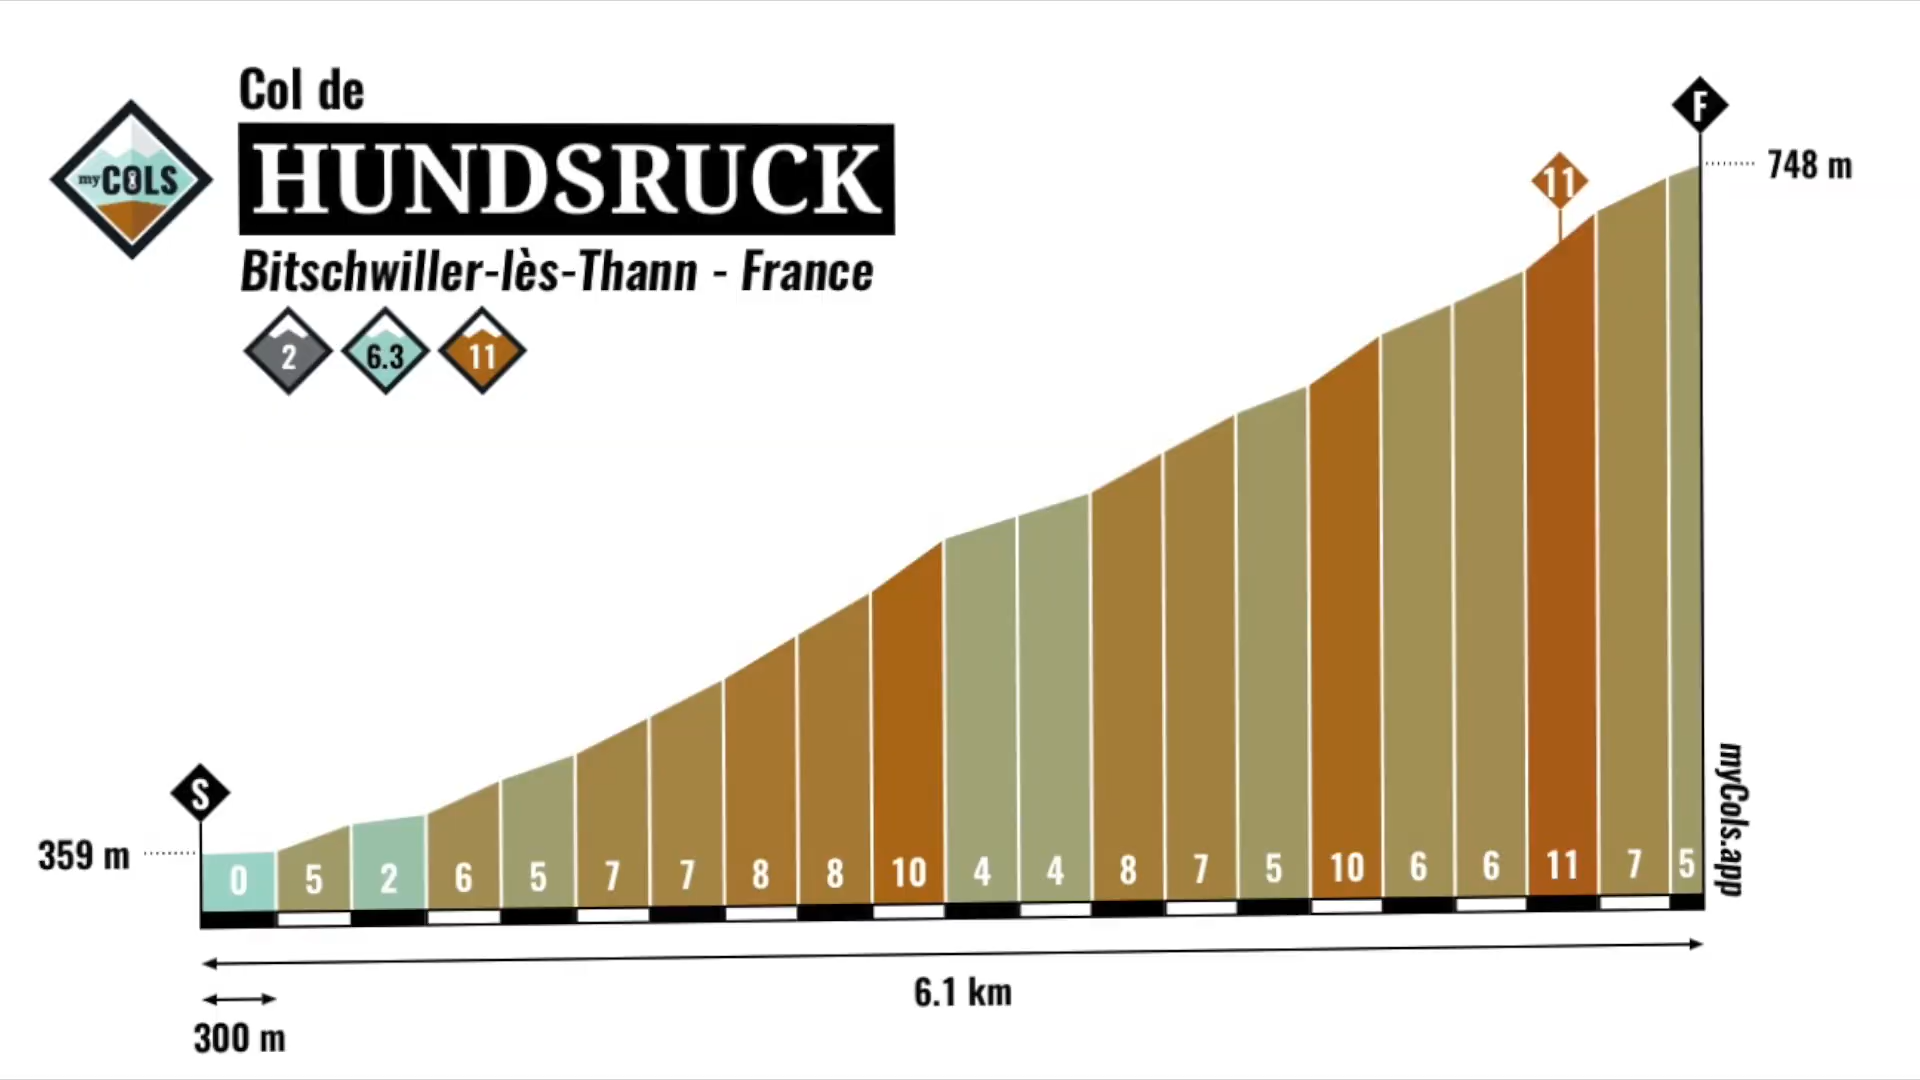 Col de
HUNDSRUCK
Bitschwiller-lès-Thann - France
myCOLS
2 6.3 11
F
748 m
11
S
359 m
0 5 2 6 5 7 7 8 8 10 4 4 8 7 5 10 6 6 11 7 5
myCols.app
6.1 km
300 m